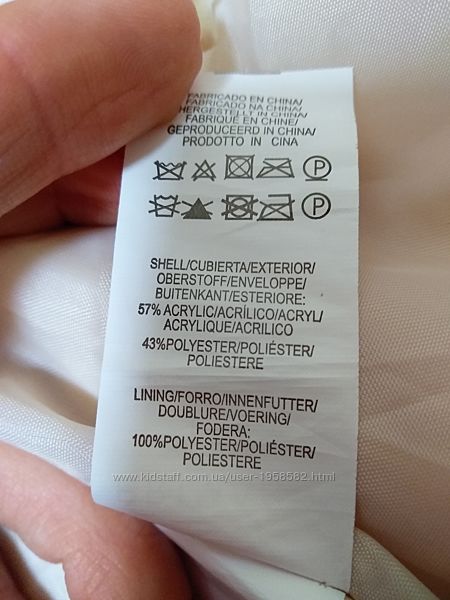 FABRICADO EN CHINA/
FABRICADO NA CHINA/
HERGESTELLT IN CHINA/
FABRIQUÉ EN CHINE/
GEPRODUCEERD IN CHINA/
PRODOTTO IN CINA
P
P
SHELL/CUBIERTA/EXTERIOR/
OBERSTOFF/ENVELOPPE/
BUITENKANT/ESTERIORE:
57% ACRYLIC/ACRÍLICO/ACRYL/
ACRYLIQUE/ACRILICO
43%POLYESTER/POLIÉSTER/
POLIESTERE
LINING/FORRO/INNENFUTTER/
DOUBLURE/VOERING/
FODERA:
100%POLYESTER/POLIÉSTER/
POLIESTERE
www.kidstaff.com.ua/user-1958582.html